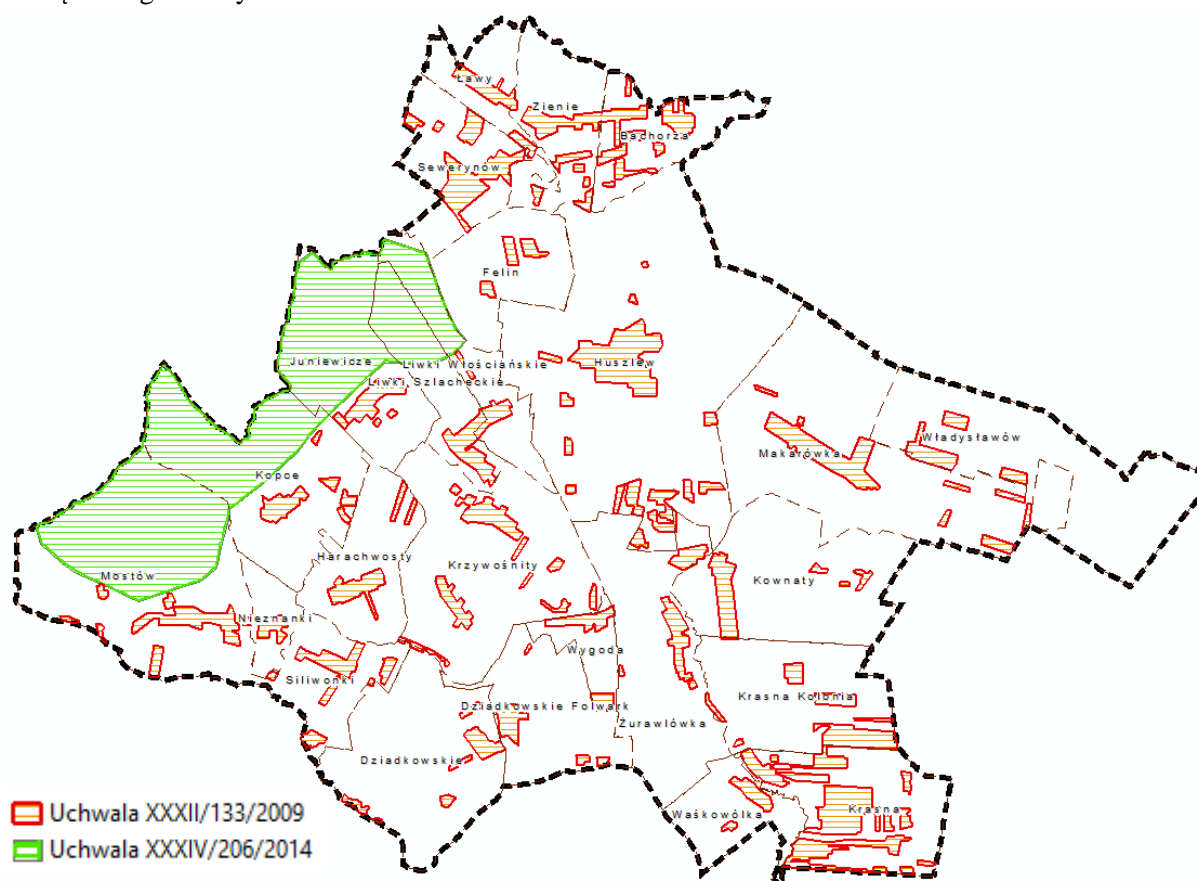 Ławy
Zienie
Bachorza
Sewerynów
Felin
Juniewicze
Liwki Włościańskie
Huszlew
Liwki Szlacheckie
Władysławów
Makarówka
Kopce
Harachwosty
Krzywośnity
Mostów
Kownaty
Nieznanki
Wygoda
Siliwonki
Krasna Kolonia
Dziadkowskie Folwark
Żurawlówka
Dziadkowskie
Waśkowólka
Krasna
Uchwala XXXII/133/2009
Uchwala XXXIV/206/2014